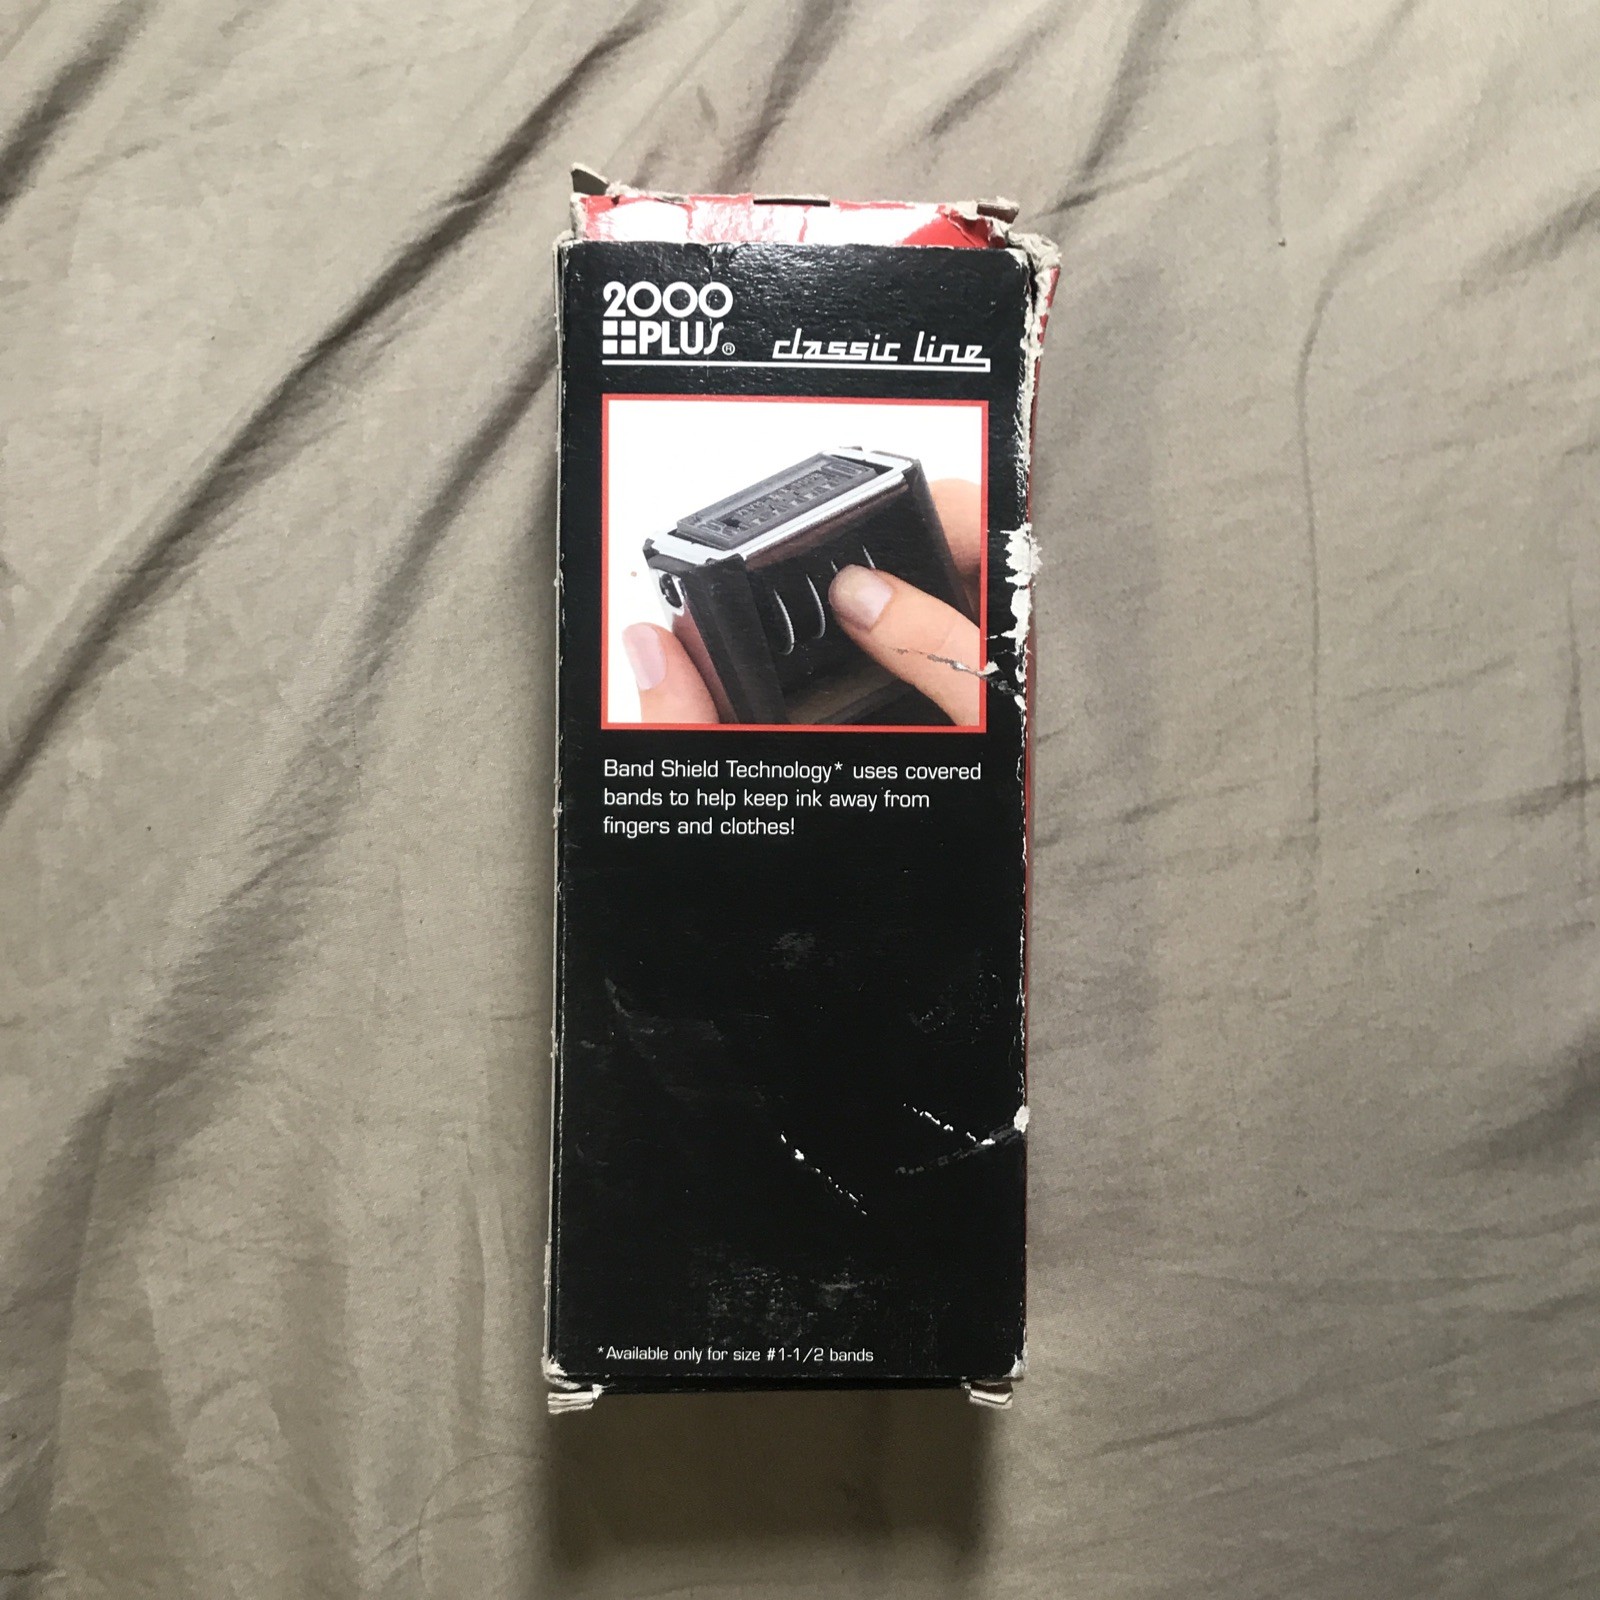 2000
PLUS®
classic line
Band Shield Technology* uses covered
bands to help keep ink away from
fingers and clothes!
*Available only for size #1-1/2 bands